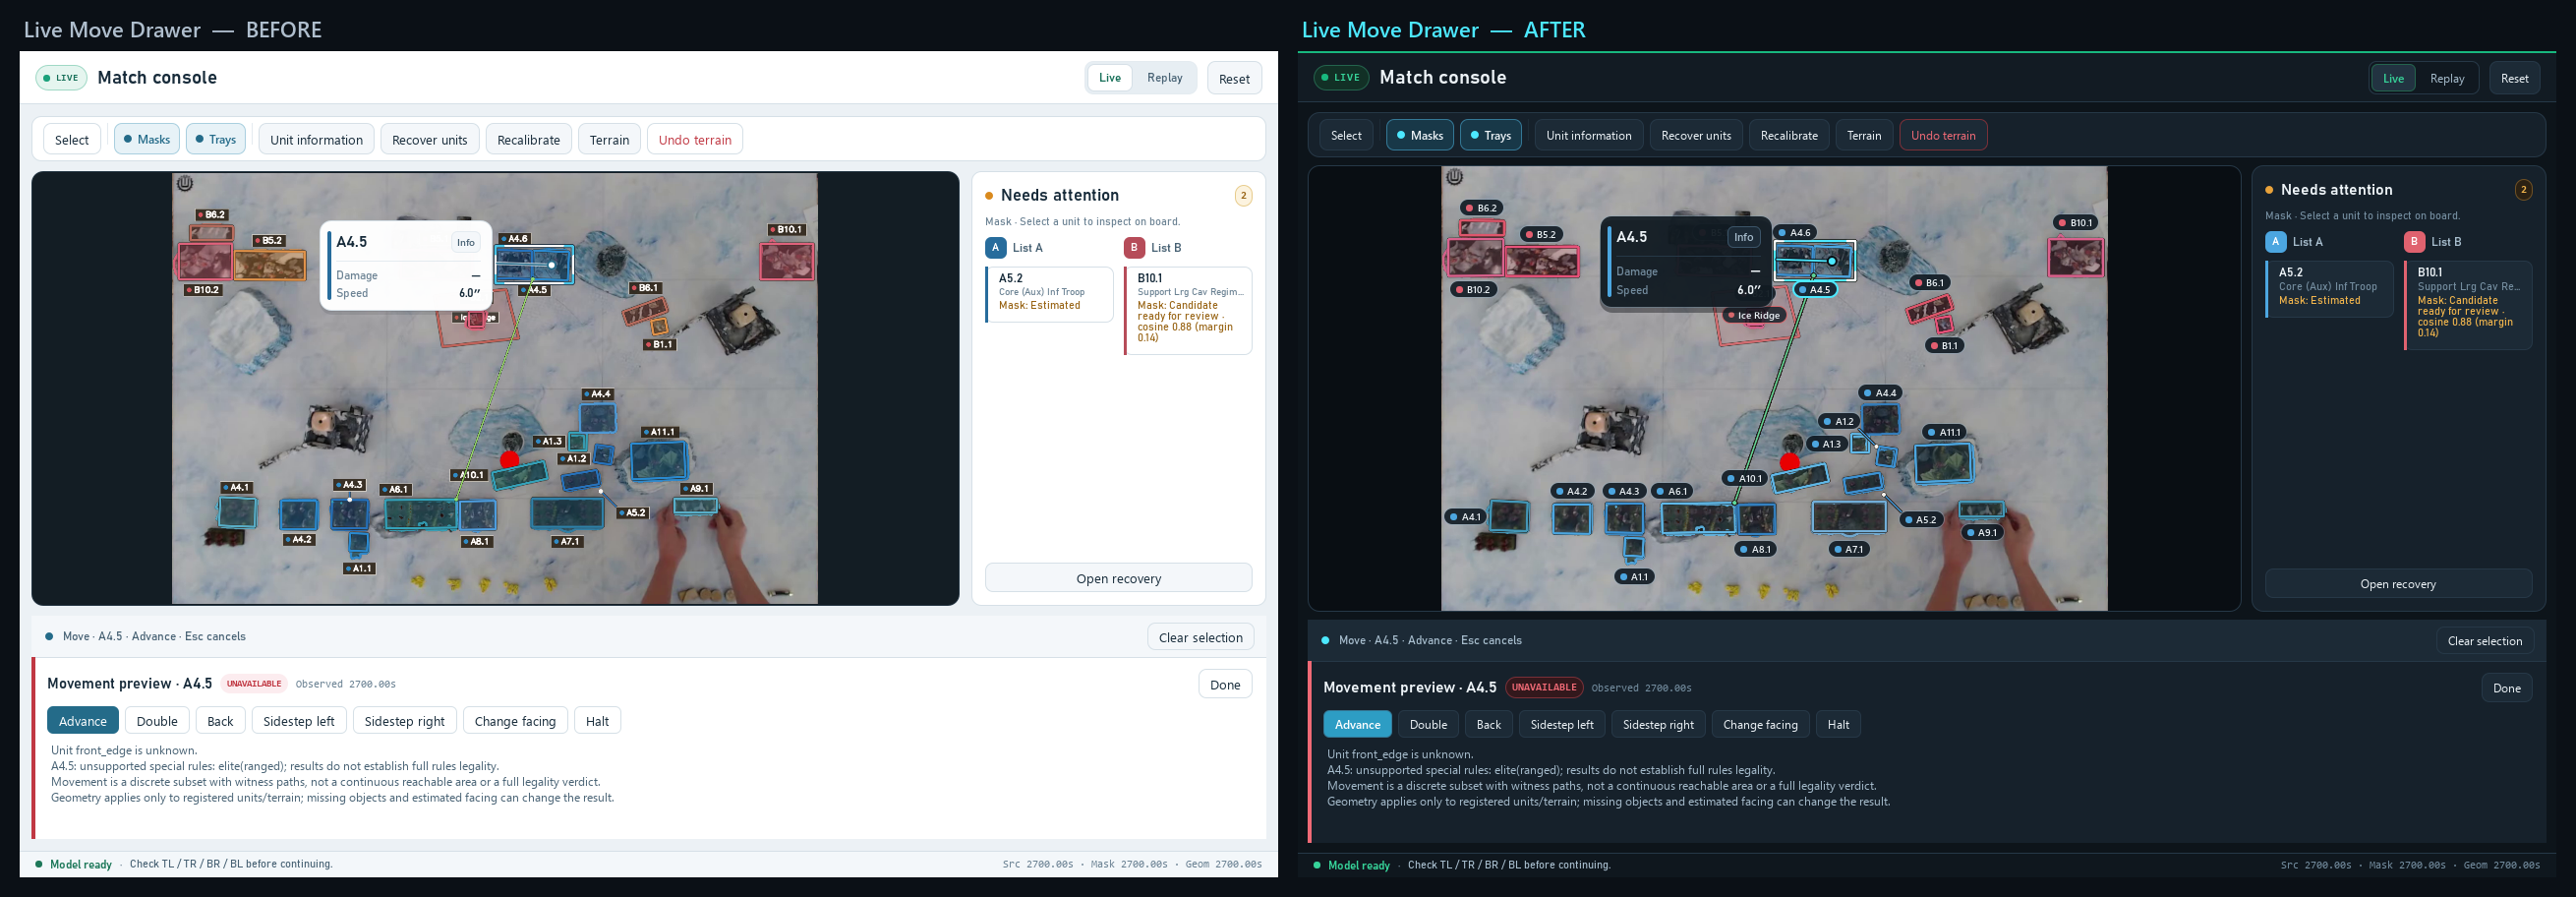 Live Move Drawer — BEFORE
LIVE
Match console
Live
Replay
Reset
Select
Masks
Trays
Unit information
Recover units
Recalibrate
Terrain
Undo terrain
B6.2
B5.2
B10.2
A4.5
Info
Damage
—
Speed
6.0″
A4.6
A4.5
B10.1
B6.1
B1.1
A4.4
A1.3
A1.2
A11.1
A10.1
A4.1
A4.3
A6.1
A9.1
A5.2
A4.2
A8.1
A7.1
A1.1
Needs attention
2
Mask · Select a unit to inspect on board.
A
List A
B
List B
A5.2
Core (Aux) Inf Troop
Mask: Estimated
B10.1
Support Lrg Cav Regim...
Mask: Candidate
ready for review ·
cosine 0.88 (margin
0.14)
Open recovery
Move · A4.5 · Advance · Esc cancels
Clear selection
Movement preview · A4.5
UNAVAILABLE
Observed 2700.00s
Done
Advance
Double
Back
Sidestep left
Sidestep right
Change facing
Halt
Unit front_edge is unknown.
A4.5: unsupported special rules: elite(ranged); results do not establish full rules legality.
Movement is a discrete subset with witness paths, not a continuous reachable area or a full legality verdict.
Geometry applies only to registered units/terrain; missing objects and estimated facing can change the result.
Model ready · Check TL / TR / BR / BL before continuing.
Src 2700.00s · Mask 2700.00s · Geom 2700.00s
Live Move Drawer — AFTER
LIVE
Match console
Live
Replay
Reset
Select
Masks
Trays
Unit information
Recover units
Recalibrate
Terrain
Undo terrain
B6.2
B5.2
B10.2
A4.5
Info
Damage
—
Speed
6.0″
A4.6
A4.5
Ice Ridge
B10.1
B6.1
B1.1
A4.4
A1.2
A1.3
A11.1
A10.1
A4.2
A4.3
A6.1
A4.1
A5.2
A9.1
A8.1
A7.1
A1.1
Needs attention
2
Mask · Select a unit to inspect on board.
A
List A
B
List B
A5.2
Core (Aux) Inf Troop
Mask: Estimated
B10.1
Support Lrg Cav Re...
Mask: Candidate
ready for review ·
cosine 0.88 (margin
0.14)
Open recovery
Move · A4.5 · Advance · Esc cancels
Clear selection
Movement preview · A4.5
UNAVAILABLE
Observed 2700.00s
Done
Advance
Double
Back
Sidestep left
Sidestep right
Change facing
Halt
Unit front_edge is unknown.
A4.5: unsupported special rules: elite(ranged); results do not establish full rules legality.
Movement is a discrete subset with witness paths, not a continuous reachable area or a full legality verdict.
Geometry applies only to registered units/terrain; missing objects and estimated facing can change the result.
Model ready · Check TL / TR / BR / BL before continuing.
Src 2700.00s · Mask 2700.00s · Geom 2700.00s